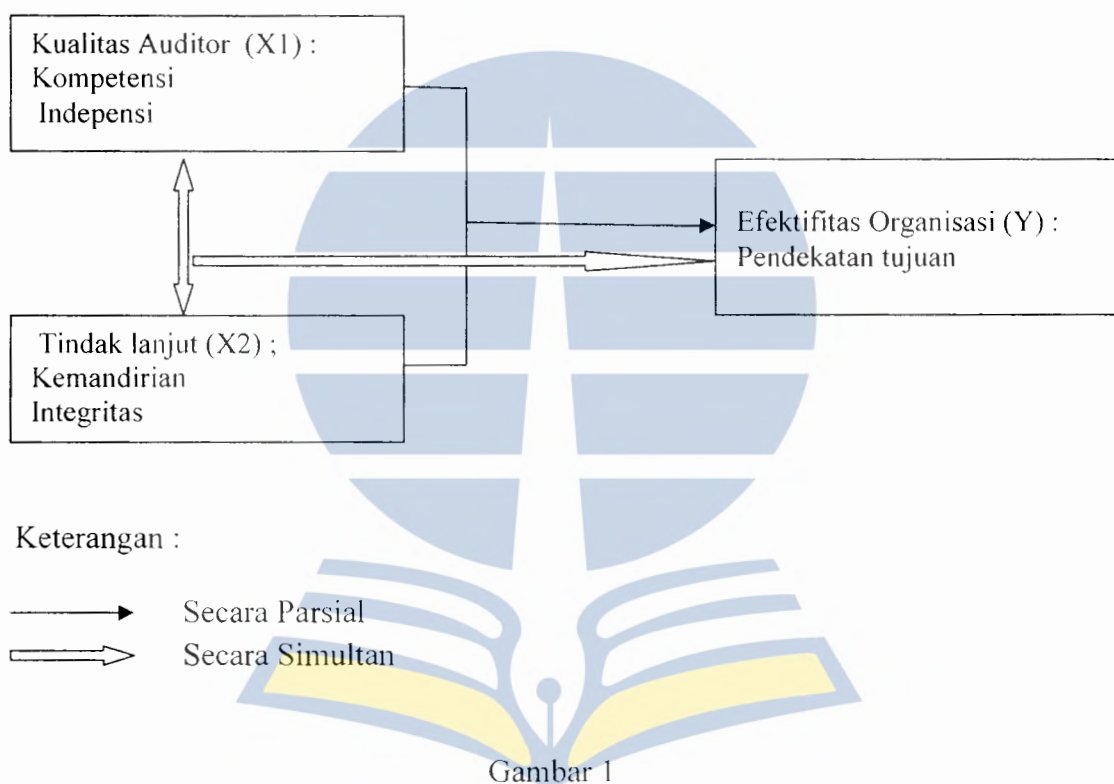 Kualitas Auditor (X1) :
Kompetensi
Indepensi
Efektifitas Organisasi (Y) :
Pendekatan tujuan
Tindak lanjut (X2) ;
Kemandirian
Integritas
Keterangan :
Secara Parsial
Secara Simultan
Gambar 1